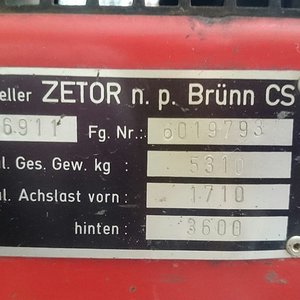 eller ZETOR n. p. Brünn CS
6911 Fg. Nr.: 6019793
l. Ges. Gew. kg : 5310
l. Achslast vorn : 1710
hinten : 3600